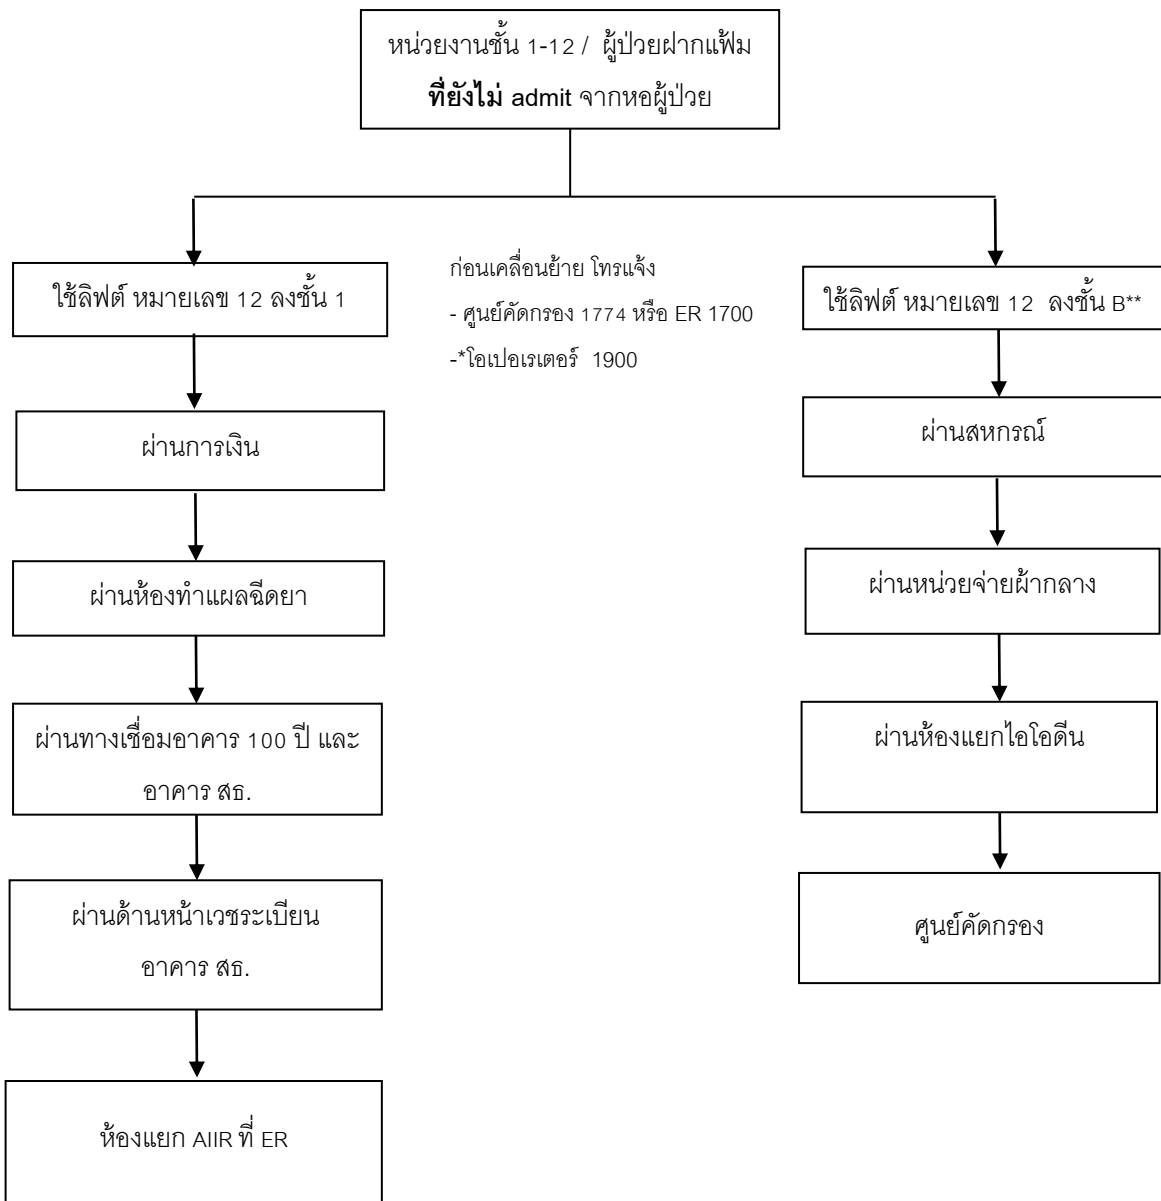 หน่วยงานชั้น 1-12 / ผู้ป่วยฝากแฟ้ม
ที่ยังไม่ admit จากหอผู้ป่วย
ใช้ลิฟต์ หมายเลข 12 ลงชั้น 1
ผ่านการเงิน
ผ่านห้องทำแผลฉีดยา
ผ่านทางเชื่อมอาคาร 100 ปี และ
อาคาร สธ.
ผ่านด้านหน้าเวชระเบียน
อาคาร สธ.
ห้องแยก AIIR ที่ ER
ก่อนเคลื่อนย้าย โทรแจ้ง
- ศูนย์คัดกรอง 1774 หรือ ER 1700
-*โอเปอเรเตอร์ 1900
ใช้ลิฟต์ หมายเลข 12 ลงชั้น B**
ผ่านสหกรณ์
ผ่านหน่วยจ่ายผ้ากลาง
ผ่านห้องแยกไอโอดีน
ศูนย์คัดกรอง